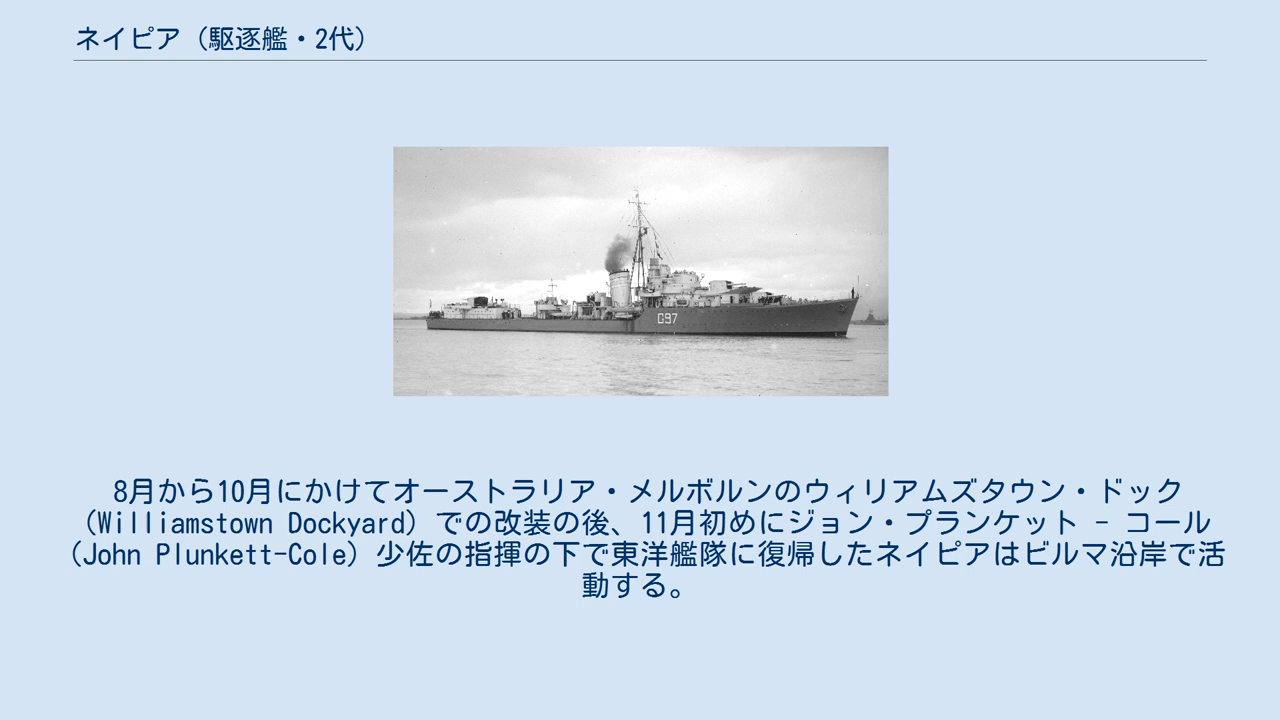 ネイピア（駆逐艦・2代）
G97
8月から10月にかけてオーストラリア・メルボルンのウィリアムズタウン・ドック
（Williamstown Dockyard）での改装の後、11月初めにジョン・プランケット - コール
（John Plunkett-Cole）少佐の指揮の下で東洋艦隊に復帰したネイピアはビルマ沿岸で活
動する。